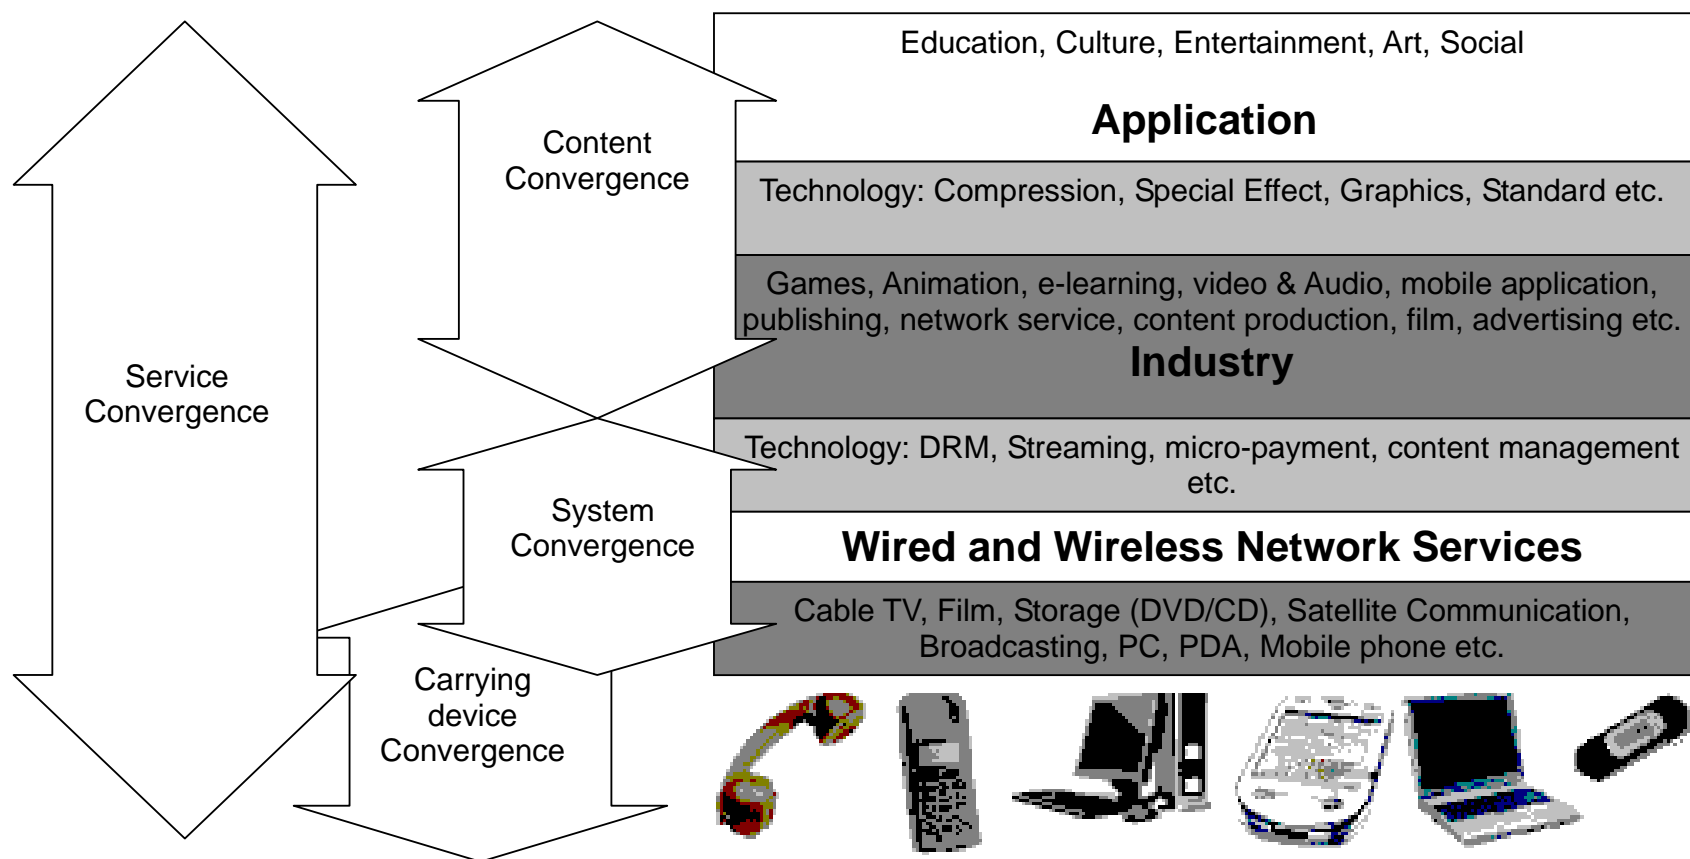 Service
Convergence
Content
Convergence
System
Convergence
Carrying
device
Convergence
Education, Culture, Entertainment, Art, Social
Application
Technology: Compression, Special Effect, Graphics, Standard etc.
Games, Animation, e-learning, video & Audio, mobile application,
publishing, network service, content production, film, advertising etc.
Industry
Technology: DRM, Streaming, micro-payment, content management
etc.
Wired and Wireless Network Services
Cable TV, Film, Storage (DVD/CD), Satellite Communication,
Broadcasting, PC, PDA, Mobile phone etc.